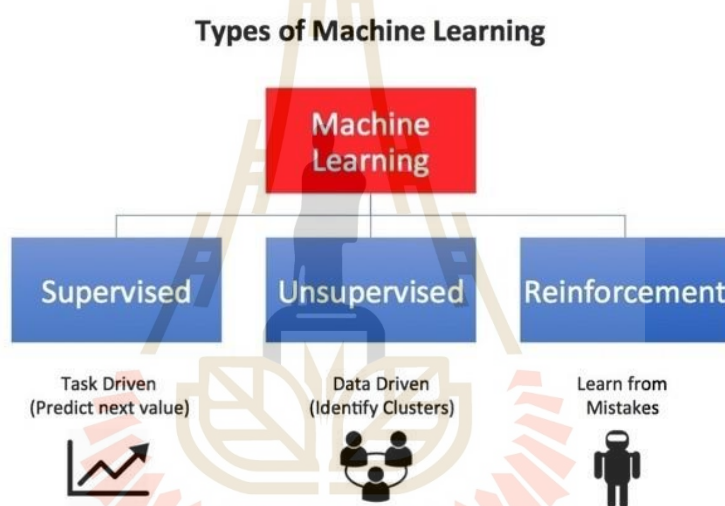 Types of Machine Learning
Machine
Learning
Supervised
Unsupervised
Reinforcement
Task Driven
(Predict next value)
Data Driven
(Identify Clusters)
Learn from
Mistakes